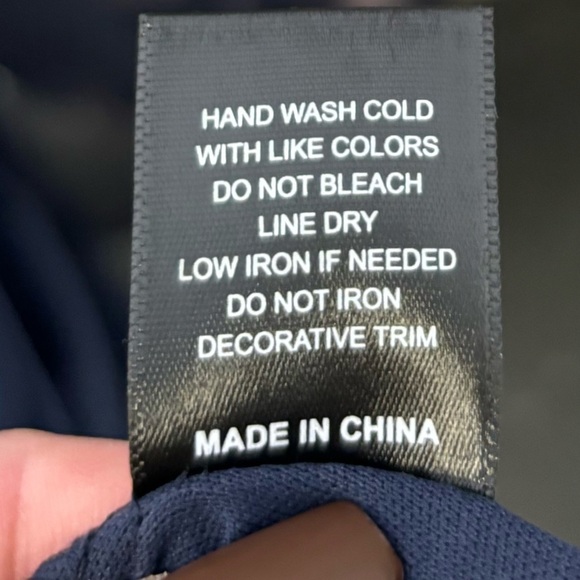 HAND WASH COLD
WITH LIKE COLORS
DO NOT BLEACH
LINE DRY
LOW IRON IF NEEDED
DO NOT IRON
DECORATIVE TRIM
MADE IN CHINA